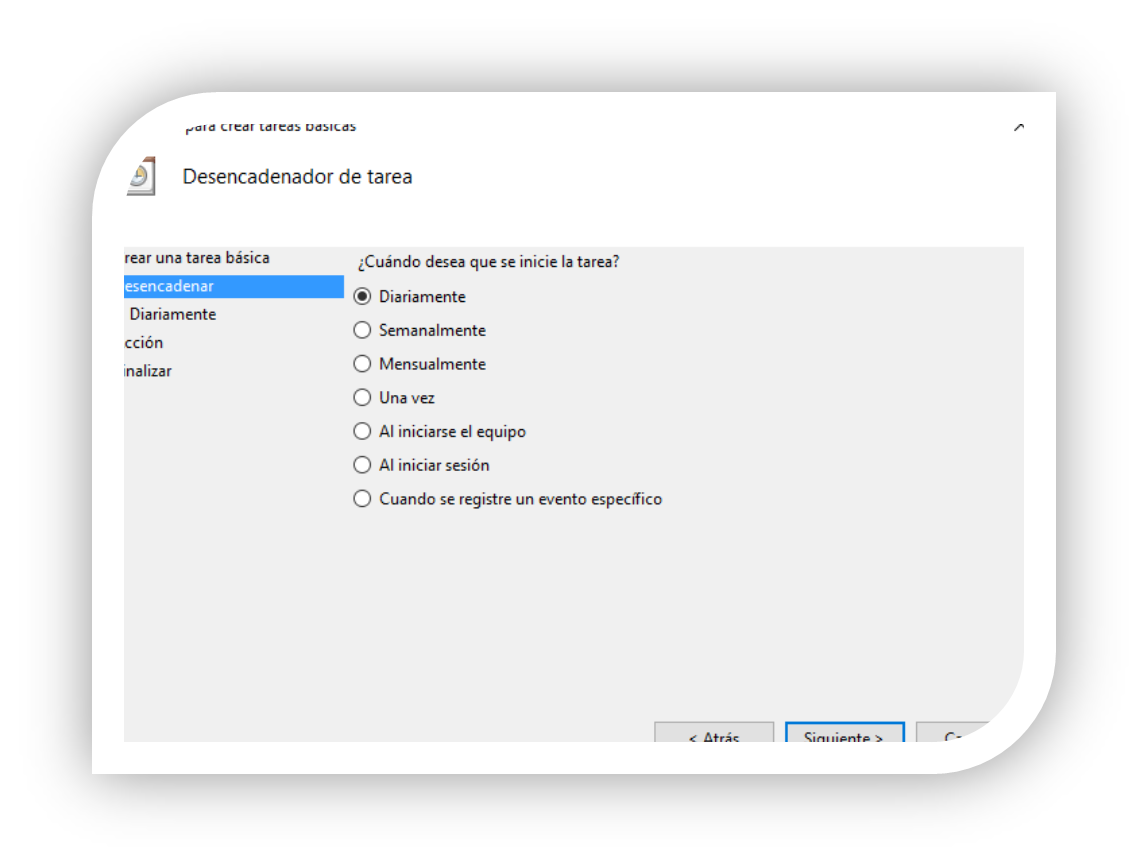 para crear tareas básicas
Desencadenador de tarea
rear una tarea básica
esencadenar
Diariamente
cción
inalizar
¿Cuándo desea que se inicie la tarea?
Diariamente
Semanalmente
Mensualmente
Una vez
Al iniciarse el equipo
Al iniciar sesión
Cuando se registre un evento específico
< Atrás
Siguiente >